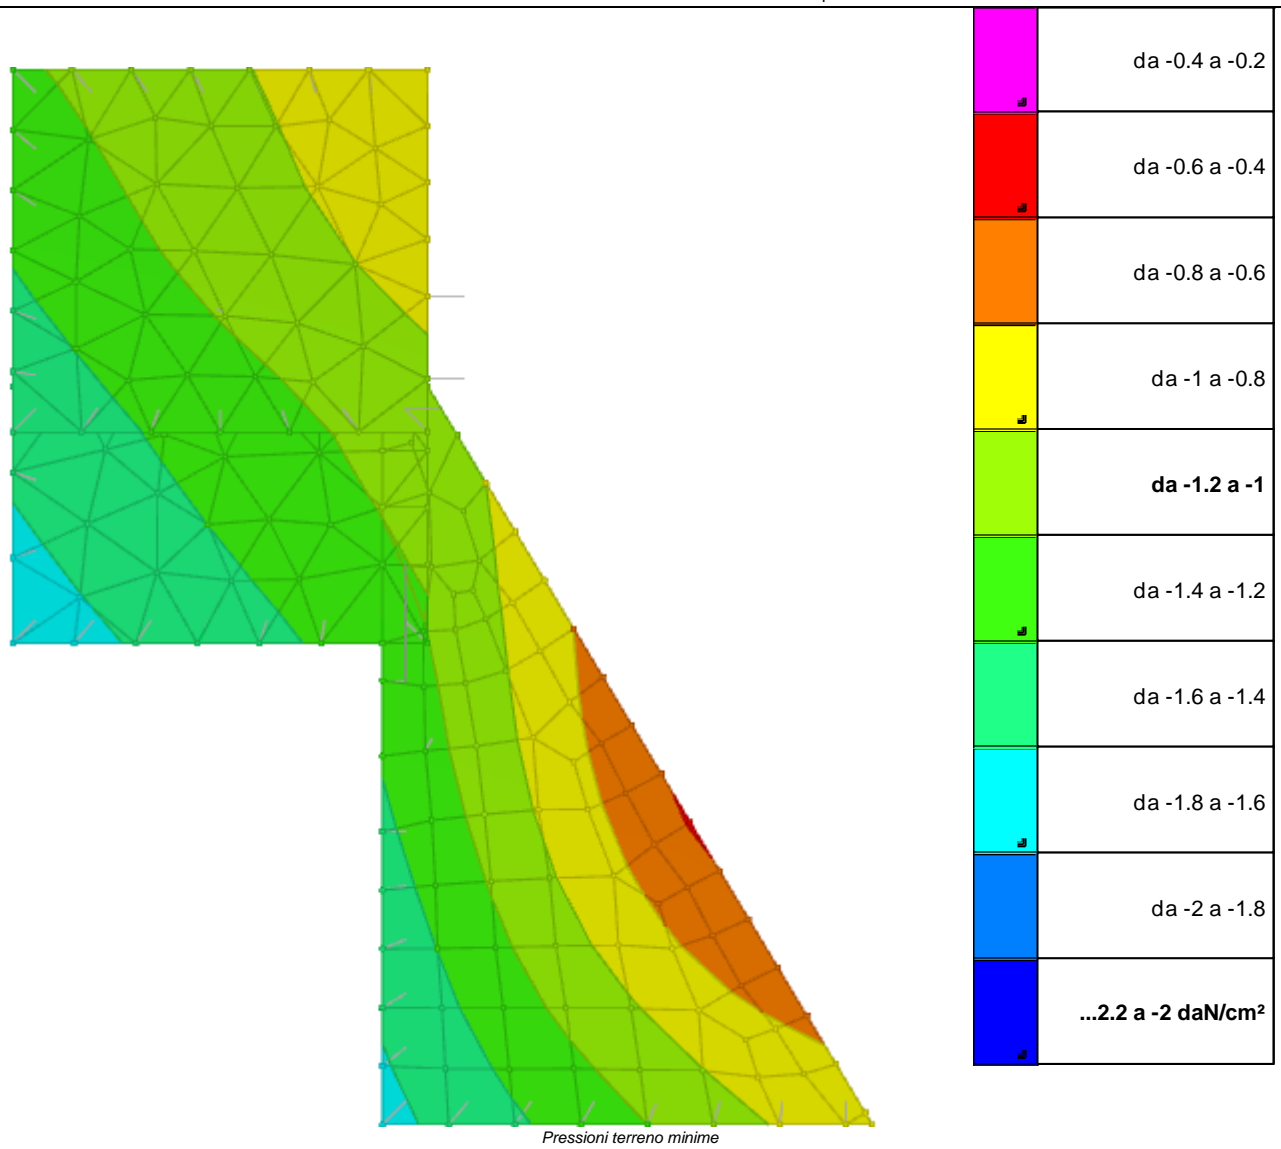 da -0.4 a -0.2
da -0.6 a -0.4
da -0.8 a -0.6
da -1 a -0.8
da -1.2 a -1
da -1.4 a -1.2
da -1.6 a -1.4
da -1.8 a -1.6
da -2 a -1.8
...2.2 a -2 daN/cm²
Pressioni terreno minime